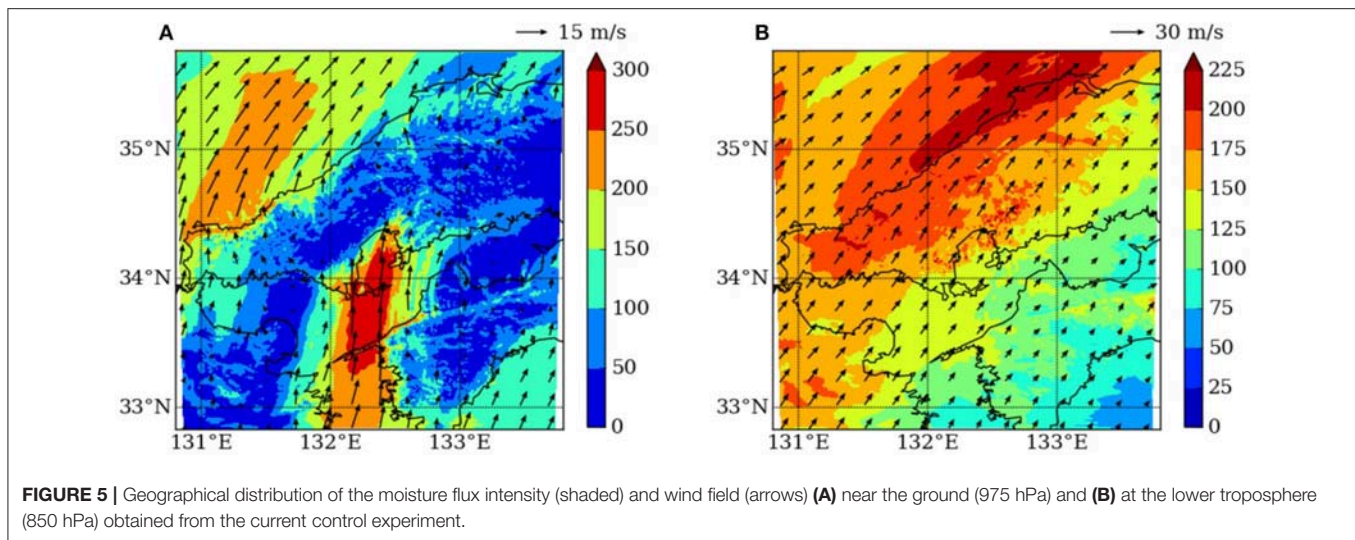 A
15 m/s
35°N
34°N
33°N
131°E
132°E
133°E
300
250
200
150
100
50
0
B
30 m/s
35°N
34°N
33°N
131°E
132°E
133°E
225
200
175
150
125
100
75
50
25
0
FIGURE 5 | Geographical distribution of the moisture flux intensity (shaded) and wind field (arrows) (A) near the ground (975 hPa) and (B) at the lower troposphere
(850 hPa) obtained from the current control experiment.